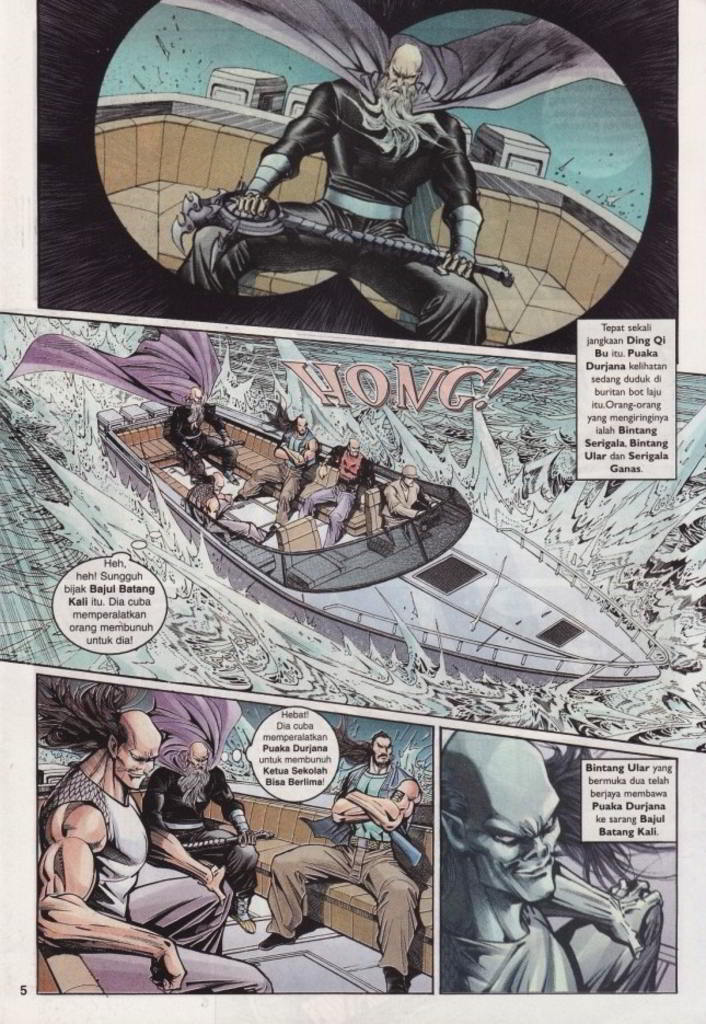 Tepat sekali
jangkaan Ding Qi
Bu itu. Puaka
Durjana kelihatan
sedang duduk di
buritan bot laju
itu.Orang-orang
yang mengiringinya
ialah Bintang
Serigala, Bintang
Ular dan Serigala
Ganas.
HONG!
Heh,
heh! Sungguh
bijak Bajul Batang
Kali itu. Dia cuba
memperalatkan
orang membunuh
untuk dia!
Hebat!
Dia cuba
memperalatkan
Puaka Durjana
untuk membunuh
Ketua Sekolah
Bisa Berlima!
Bintang Ular yang
bermuka dua telah
berjaya membawa
Puaka Durjana
ke sarang Bajul
Batang Kali.
5